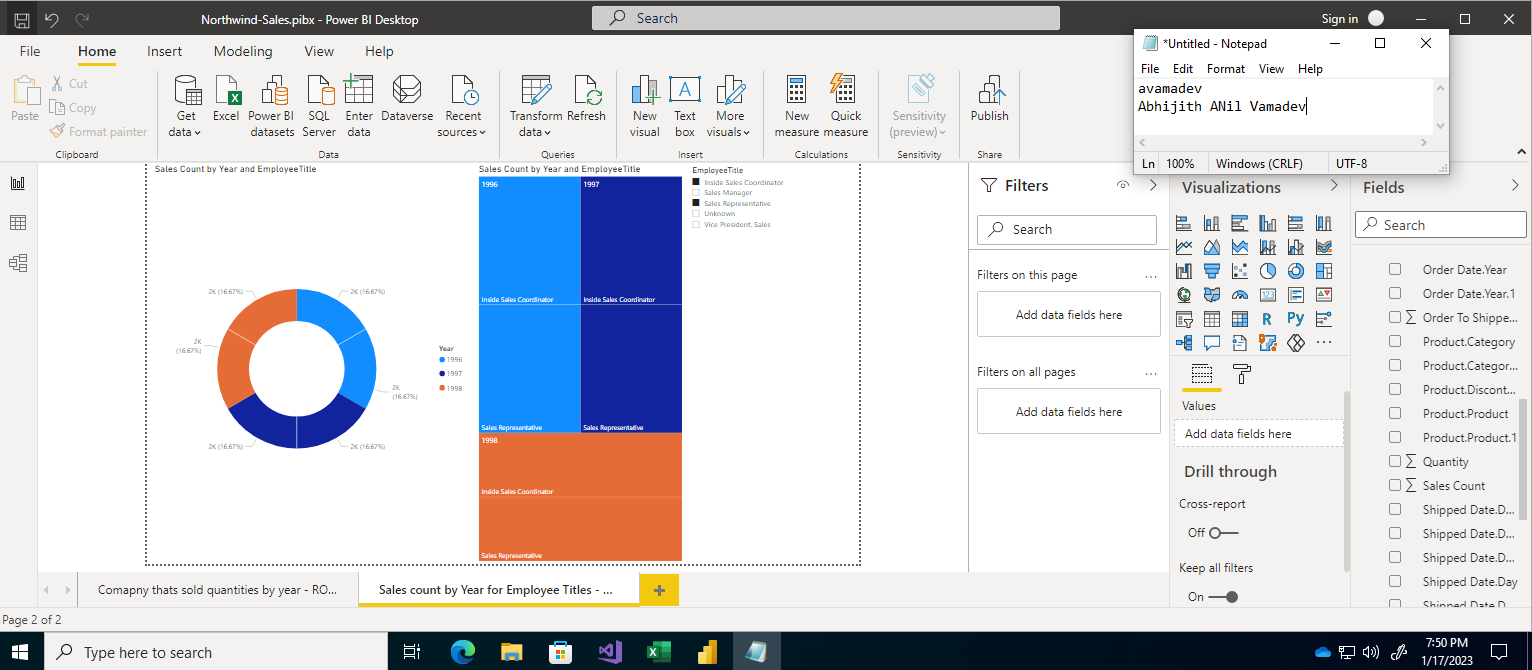 Northwind-Sales.pibx - Power BI Desktop
Search
Sign in
File Home Insert Modeling View Help
Paste
Cut
Copy
Format painter
Clipboard
Get data
Excel
Power BI datasets
SQL Server
Enter data
Dataverse
Recent sources
Data
Transform data
Refresh
Queries
New visual
Text box
More visuals
Insert
New measure
Quick measure
Calculations
Sensitivity (preview)
Sensitivity
Publish
Share
*Untitled - Notepad
File Edit Format View Help
avamadev
Abhijith ANil Vamadev
Ln 100% Windows (CRLF) UTF-8
Sales Count by Year and EmployeeTitle
2K (16.67%)
2K (16.67%)
2K
(16.67%)
2K
(16.67%)
2K (16.67%)
2K (16.67%)
Year
1996
1997
1998
Sales Count by Year and EmployeeTitle
1996
1997
Inside Sales Coordinator
Inside Sales Coordinator
Sales Representative
Sales Representative
1998
Inside Sales Coordinator
Sales Representative
EmployeeTitle
Inside Sales Coordinator
Sales Manager
Sales Representative
Unknown
Vice President, Sales
Filters
Search
Filters on this page
...
Add data fields here
Filters on all pages
...
Add data fields here
Visualizations
123
R
Py
...
Values
Add data fields here
Drill through
Cross-report
Off
Keep all filters
On
Fields
Search
Order Date.Year
Order Date.Year.1
Order To Shippe...
Product.Category
Product.Categor...
Product.Discont...
Product.Product
Product.Product.1
Quantity
Sales Count
Shipped Date.D...
Shipped Date.D...
Shipped Date.D...
Shipped Date.Day
Shipped Date.D...
Comapny thats sold quantities by year - RO...
Sales count by Year for Employee Titles - ...
Page 2 of 2
Type here to search
7:50 PM
1/17/2023